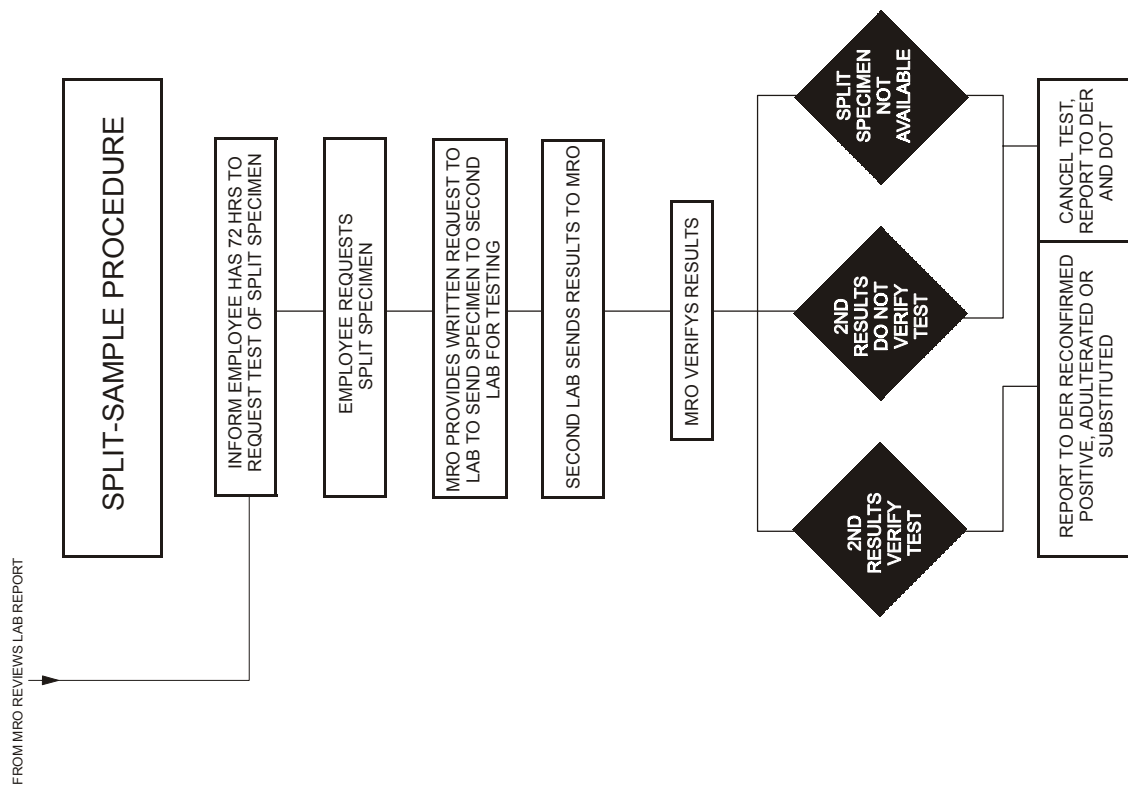 FROM MRO REVIEWS LAB REPORT
SPLIT-SAMPLE PROCEDURE
INFORM EMPLOYEE HAS 72 HRS TO
REQUEST TEST OF SPLIT SPECIMEN
EMPLOYEE REQUESTS
SPLIT SPECIMEN
MRO PROVIDES WRITTEN REQUEST TO
LAB TO SEND SPECIMEN TO SECOND
LAB FOR TESTING
SECOND LAB SENDS RESULTS TO MRO
MRO VERIFYS RESULTS
2ND
RESULTS
VERIFY
TEST
2ND
RESULTS
DO NOT
VERIFY
TEST
SPLIT
SPECIMEN
NOT
AVAILABLE
REPORT TO DER RECONFIRMED
POSITIVE, ADULTERATED OR
SUBSTITUTED
CANCEL TEST,
REPORT TO DER
AND DOT